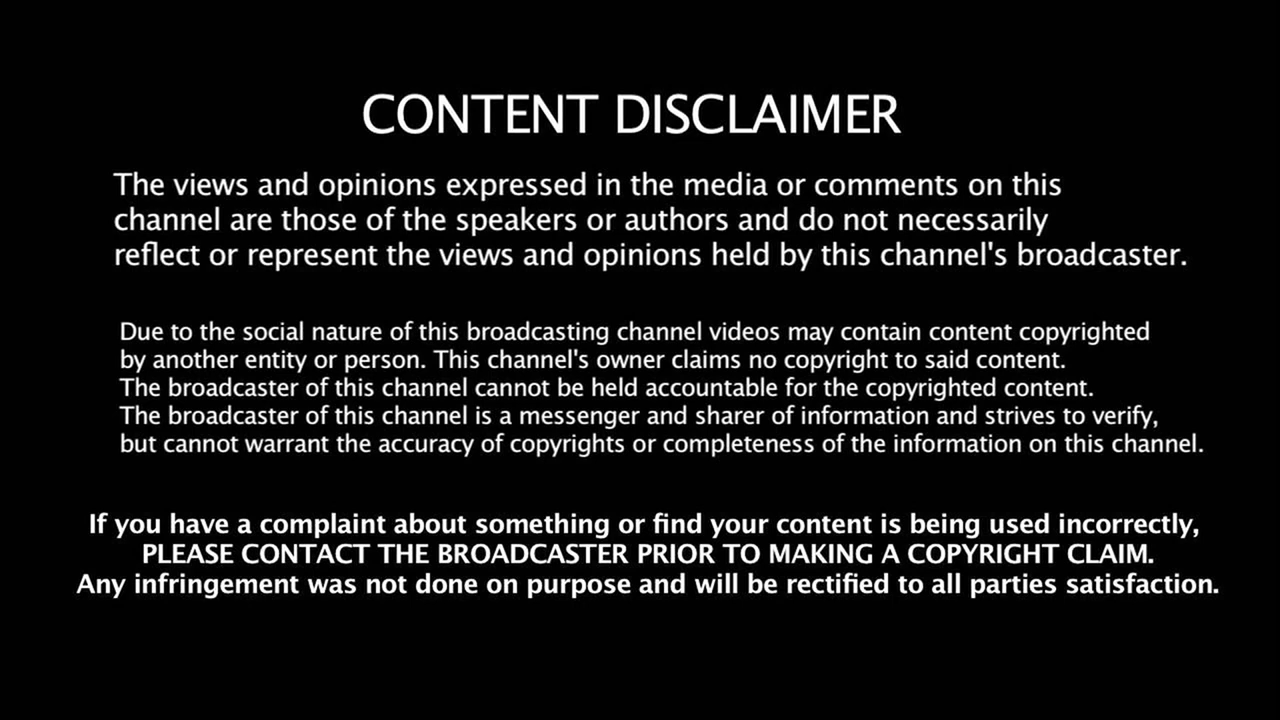 CONTENT DISCLAIMER
The views and opinions expressed in the media or comments on this
channel are those of the speakers or authors and do not necessarily
reflect or represent the views and opinions held by this channel's broadcaster.
Due to the social nature of this broadcasting channel videos may contain content copyrighted
by another entity or person. This channel's owner claims no copyright to said content.
The broadcaster of this channel cannot be held accountable for the copyrighted content.
The broadcaster of this channel is a messenger and sharer of information and strives to verify,
but cannot warrant the accuracy of copyrights or completeness of the information on this channel.
If you have a complaint about something or find your content is being used incorrectly,
PLEASE CONTACT THE BROADCASTER PRIOR TO MAKING A COPYRIGHT CLAIM.
Any infringement was not done on purpose and will be rectified to all parties satisfaction.